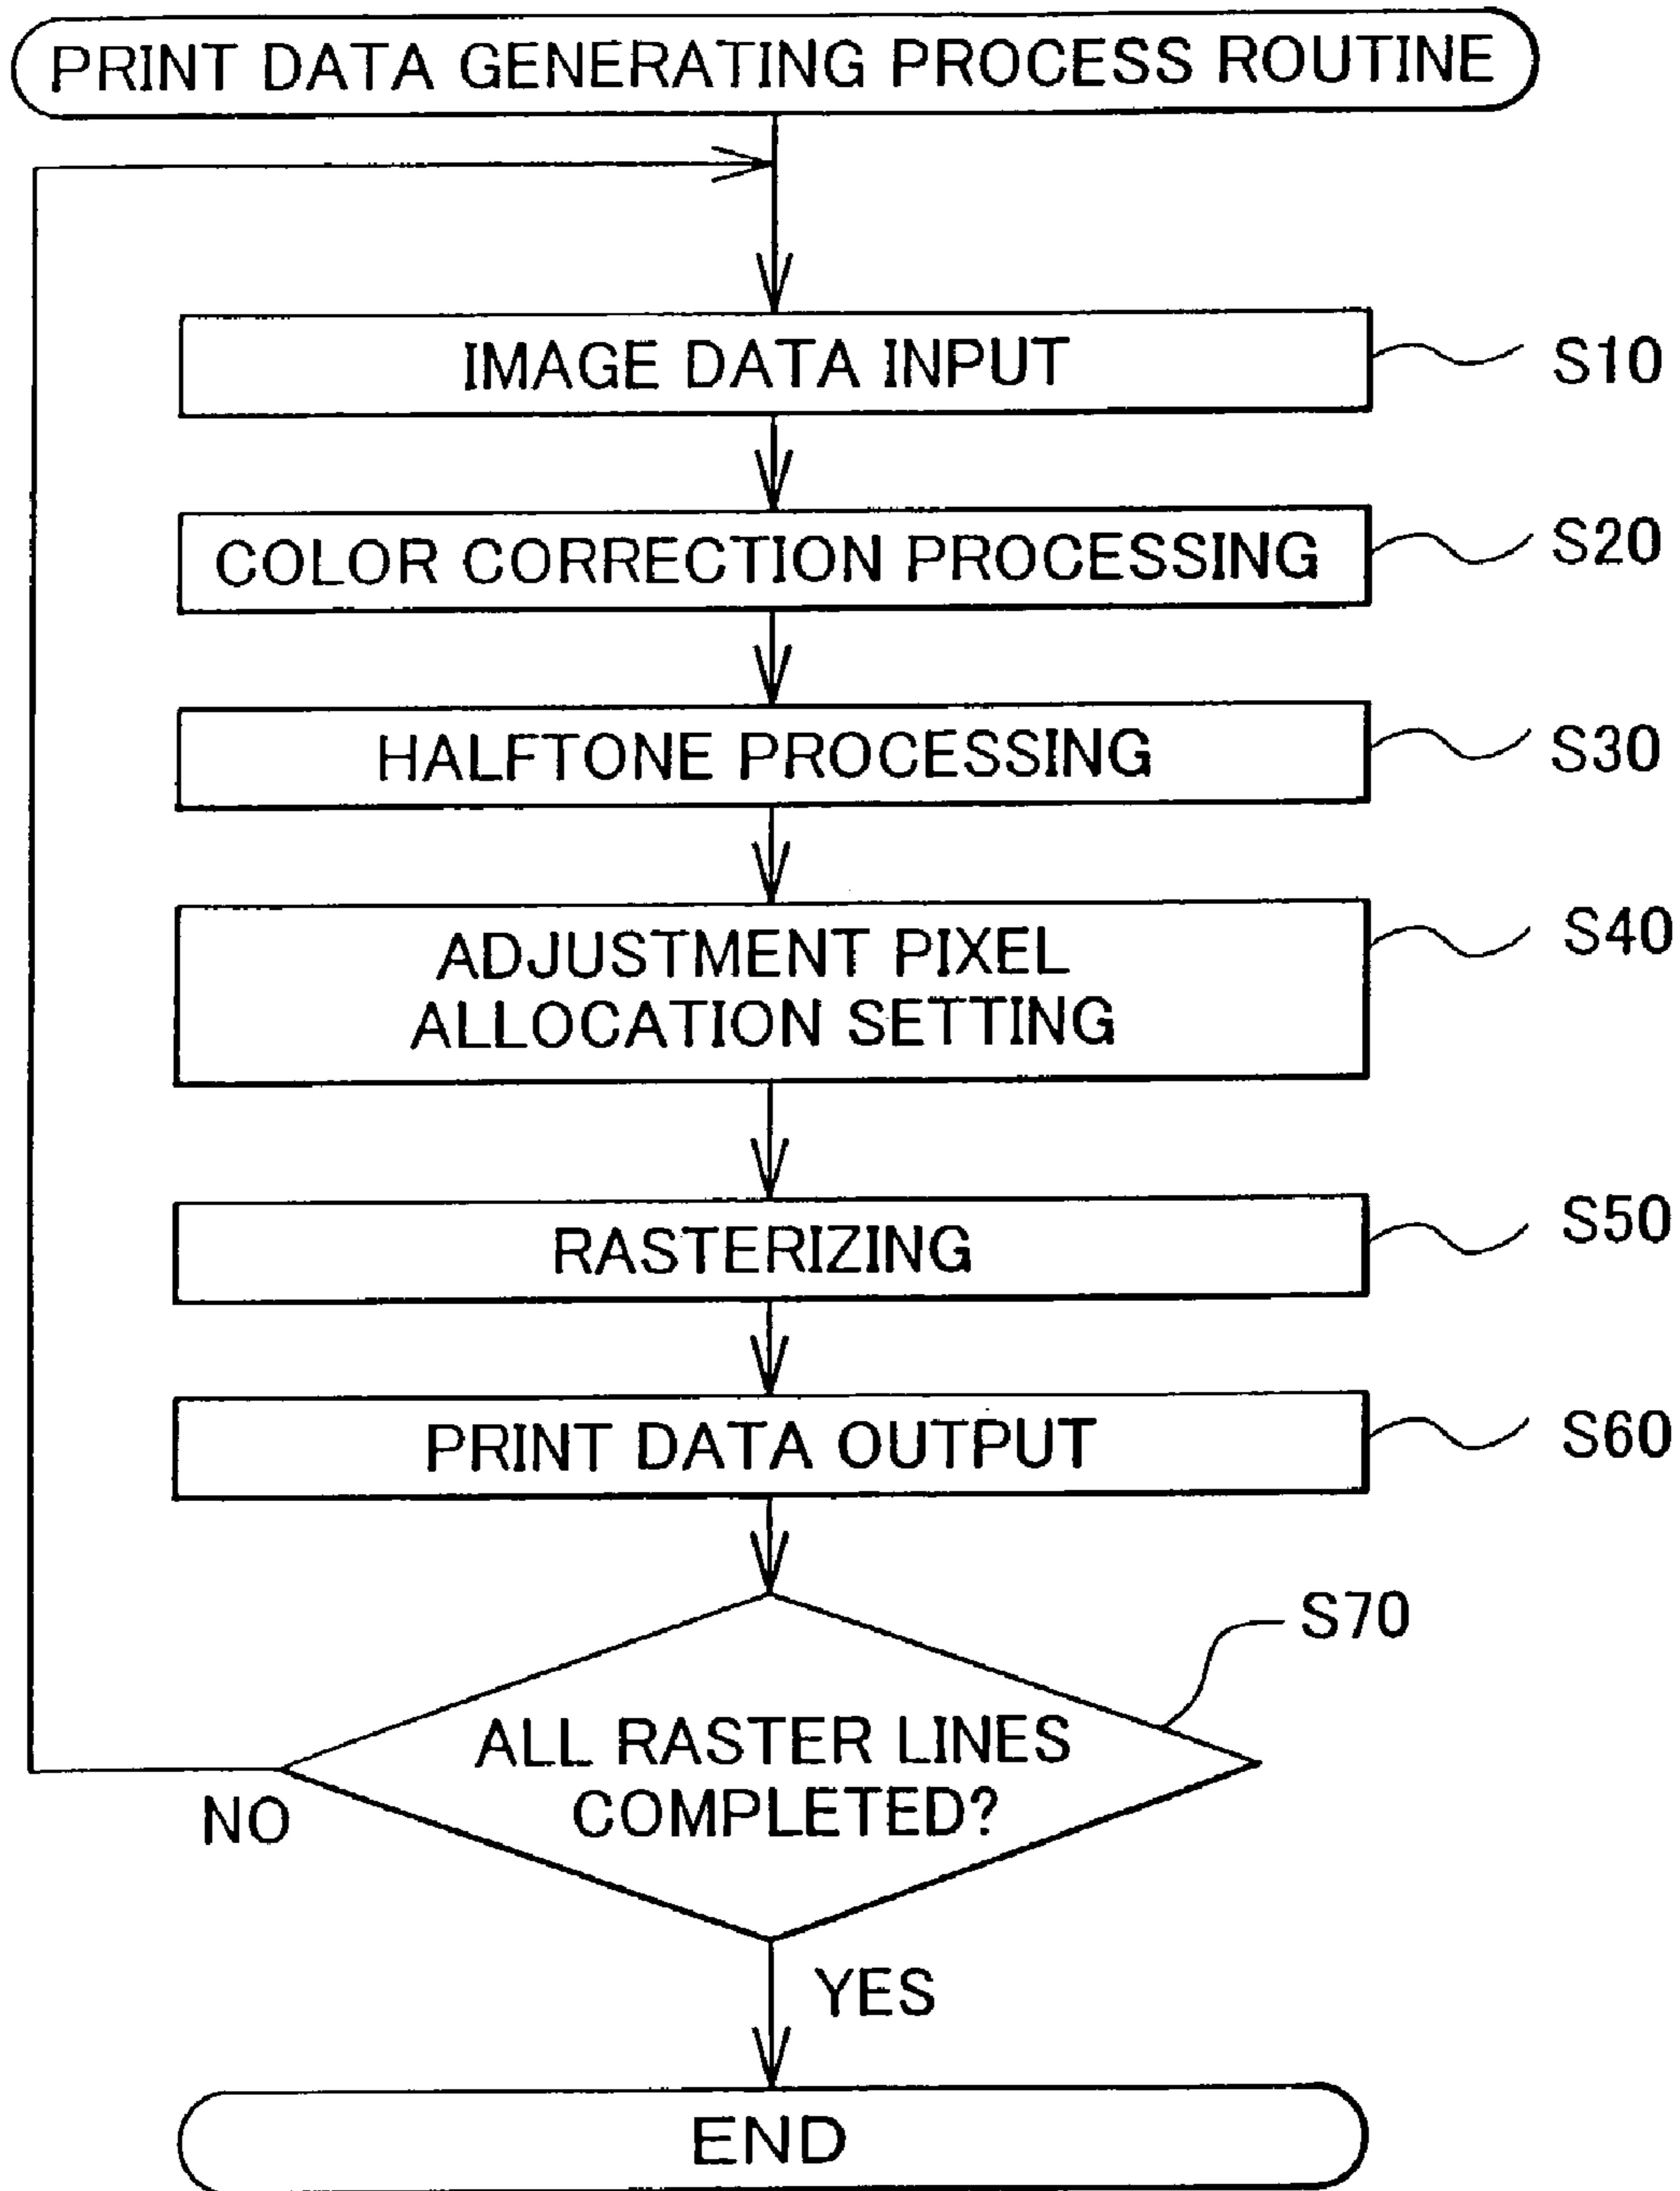 PRINT DATA GENERATING PROCESS ROUTINE
IMAGE DATA INPUT
S10
COLOR CORRECTION PROCESSING
S20
HALFTONE PROCESSING
S30
ADJUSTMENT PIXEL
ALLOCATION SETTING
S40
RASTERIZING
S50
PRINT DATA OUTPUT
S60
S70
ALL RASTER LINES
COMPLETED?
NO
YES
END